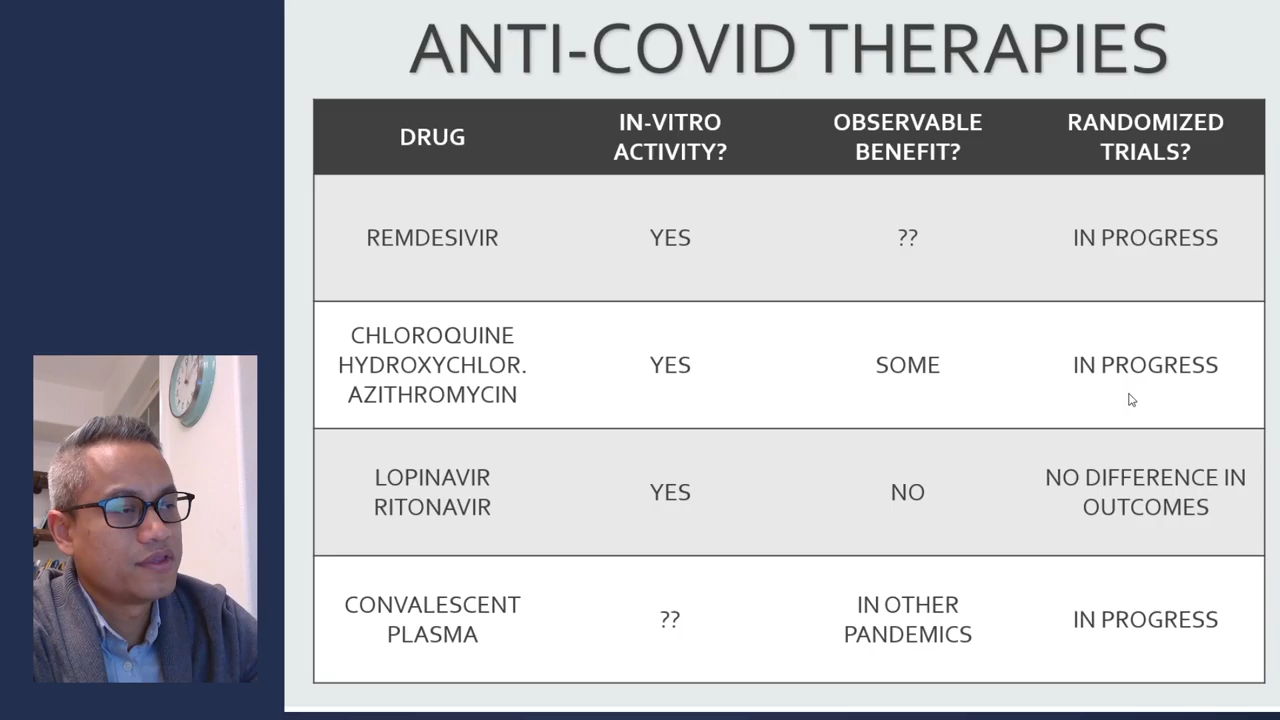 ANTI-COVID THERAPIES
DRUG
IN-VITRO
ACTIVITY?
OBSERVABLE
BENEFIT?
RANDOMIZED
TRIALS?
REMDESIVIR
YES
??
IN PROGRESS
CHLOROQUINE
HYDROXYCHLOR.
AZITHROMYCIN
YES
SOME
IN PROGRESS
LOPINAVIR
RITONAVIR
YES
NO
NO DIFFERENCE IN
OUTCOMES
CONVALESCENT
PLASMA
??
IN OTHER
PANDEMICS
IN PROGRESS